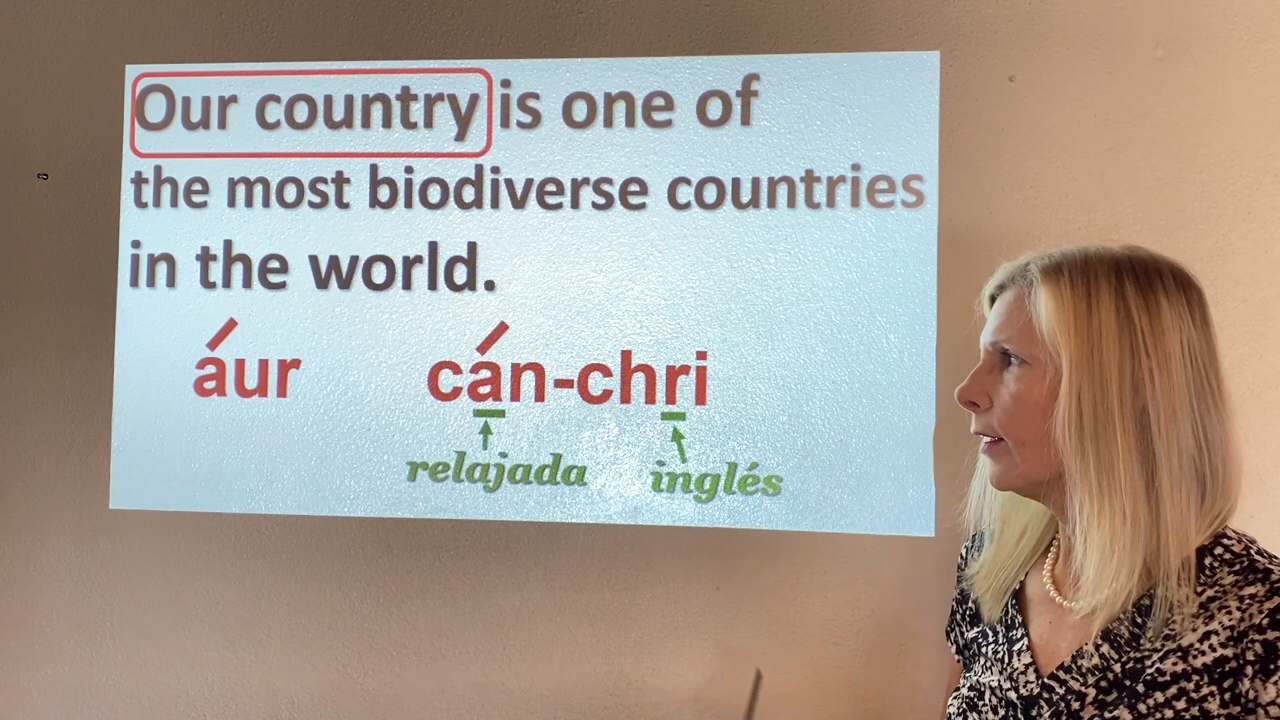 Our country is one of
the most biodiverse countries
in the world.
áur cán-chri
relajada inglés